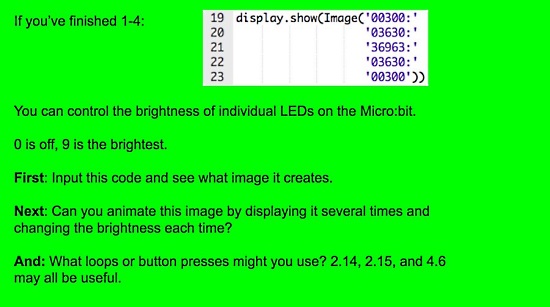 If you've finished 1-4:
19 display.show(Image('00300:'
20 '03630:'
21 '36963:'
22 '03630:'
23 '00300'))
You can control the brightness of individual LEDs on the Micro:bit.
0 is off, 9 is the brightest.
First: Input this code and see what image it creates.
Next: Can you animate this image by displaying it several times and
changing the brightness each time?
And: What loops or button presses might you use? 2.14, 2.15, and 4.6
may all be useful.